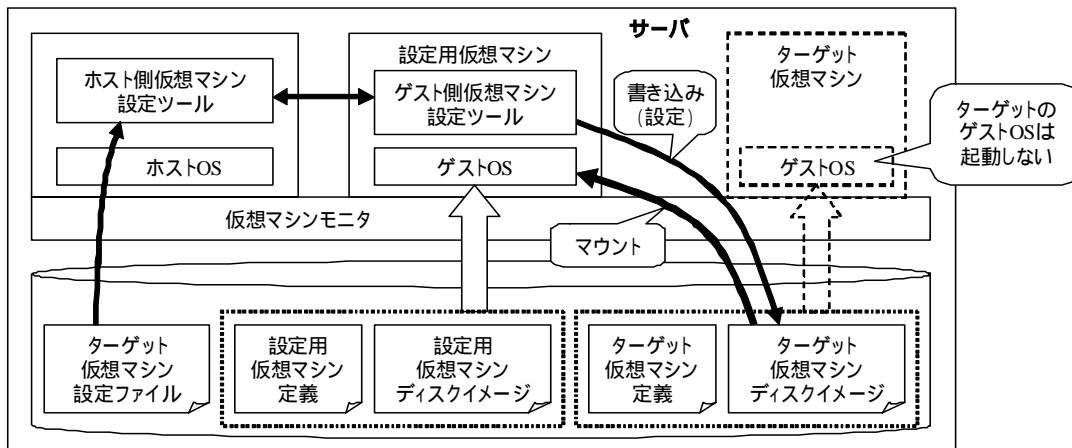 サーバ
ホスト側仮想マシン
設定ツール
ホストOS
設定用仮想マシン
ゲスト側仮想マシン
設定ツール
ゲストOS
書き込み
(設定)
ターゲット
仮想マシン
ゲストOS
ターゲットの
ゲストOSは
起動しない
仮想マシンモニタ
マウント
ターゲット
仮想マシン
設定ファイル
設定用
仮想マシン
定義
設定用
仮想マシン
ディスクイメージ
ターゲット
仮想マシン
定義
ターゲット
仮想マシン
ディスクイメージ